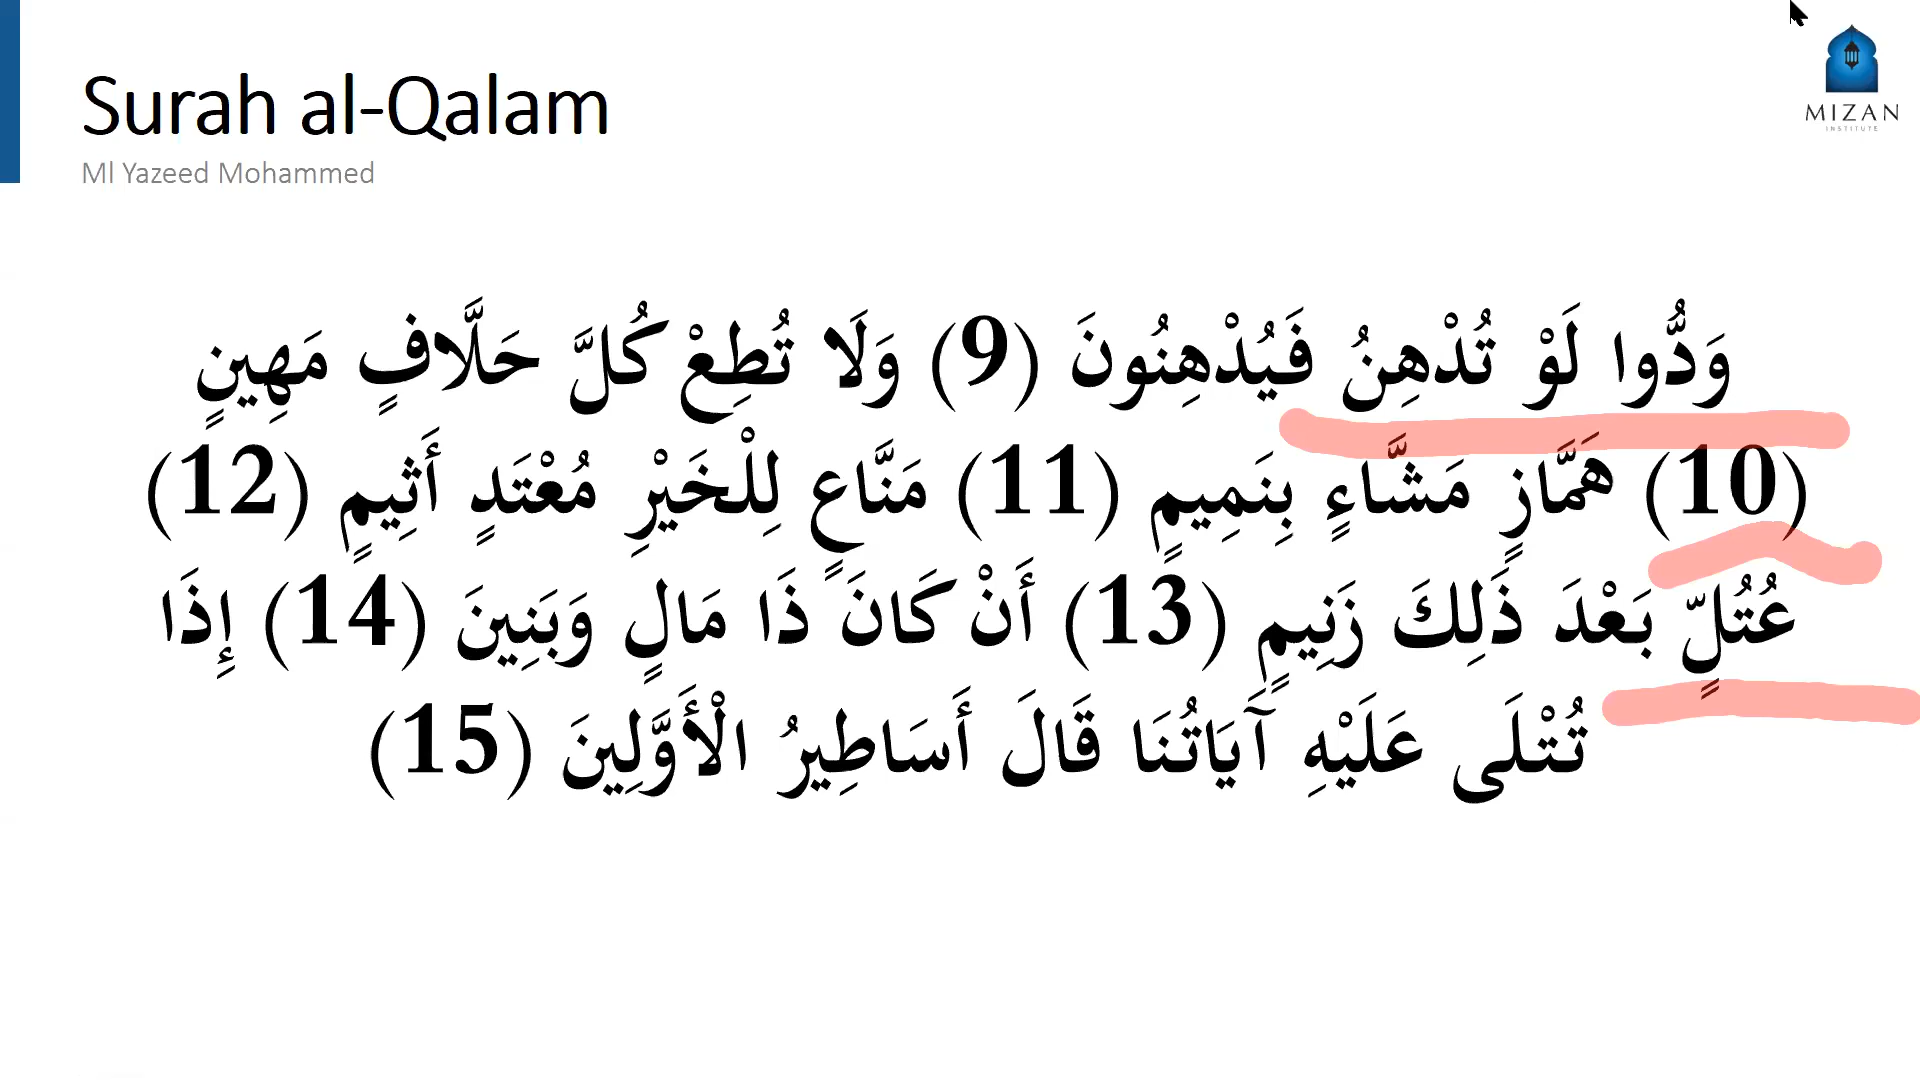 Surah al-Qalam
Ml Yazeed Mohammed
MIZAN
INSTITUTE
وَدُّوا لَوْ تُدْهِنُ فَيُدْهِنُونَ (9) وَلَا تُطِعْ كُلَّ حَلَّافٍ مَهِينٍ
(10) هَمَّازٍ مَشَّاءٍ بِنَمِيمٍ (11) مَنَّاعٍ لِلْخَيْرِ مُعْتَدٍ أَثِيمٍ (12)
عُتُلٍّ بَعْدَ ذَلِكَ زَنِيمٍ (13) أَنْ كَانَ ذَا مَالٍ وَبَنِينَ (14) إِذَا
تُتْلَى عَلَيْهِ آيَاتُنَا قَالَ أَسَاطِيرُ الْأَوَّلِينَ (15)